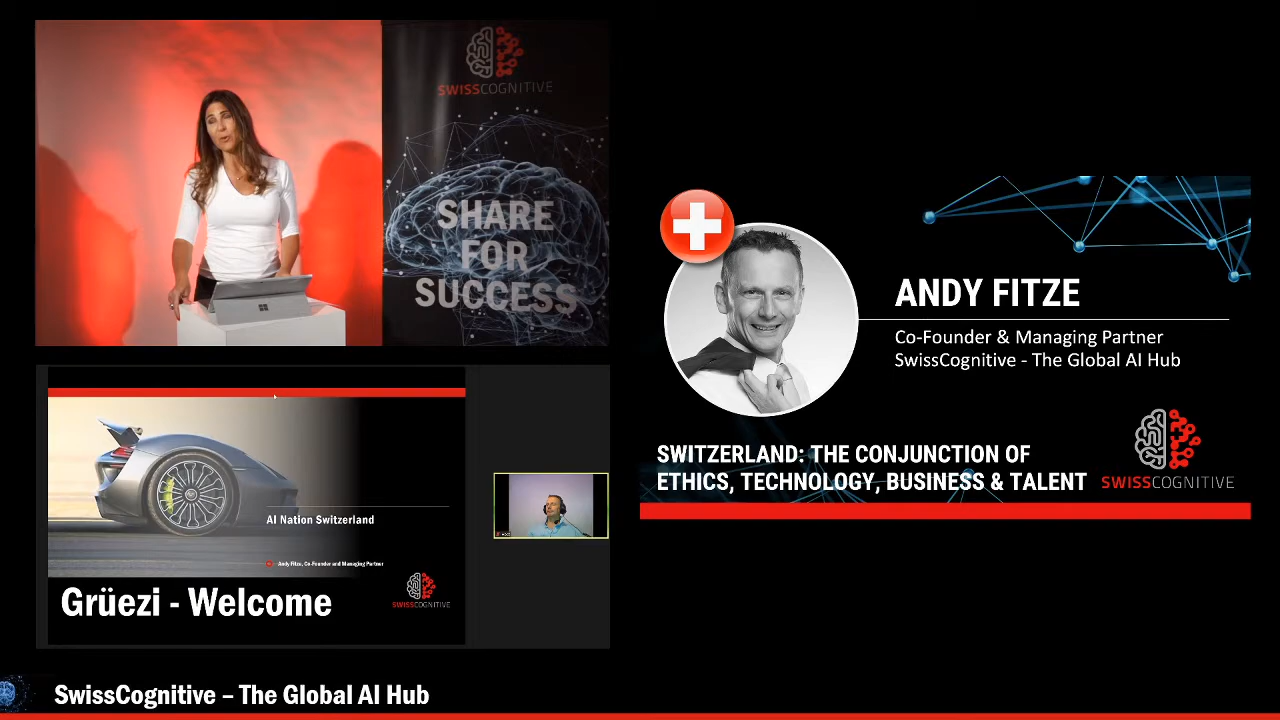 SWISSCOGNITIVE
SHARE
FOR
SUCCESS
AI Nation Switzerland
Andy Fitze, Co-Founder and Managing Partner
Grüezi - Welcome
SWISSCOGNITIVE
ANDY FITZE
Co-Founder & Managing Partner
SwissCognitive - The Global AI Hub
SWITZERLAND: THE CONJUNCTION OF
ETHICS, TECHNOLOGY, BUSINESS & TALENT
SWISSCOGNITIVE
SwissCognitive – The Global AI Hub